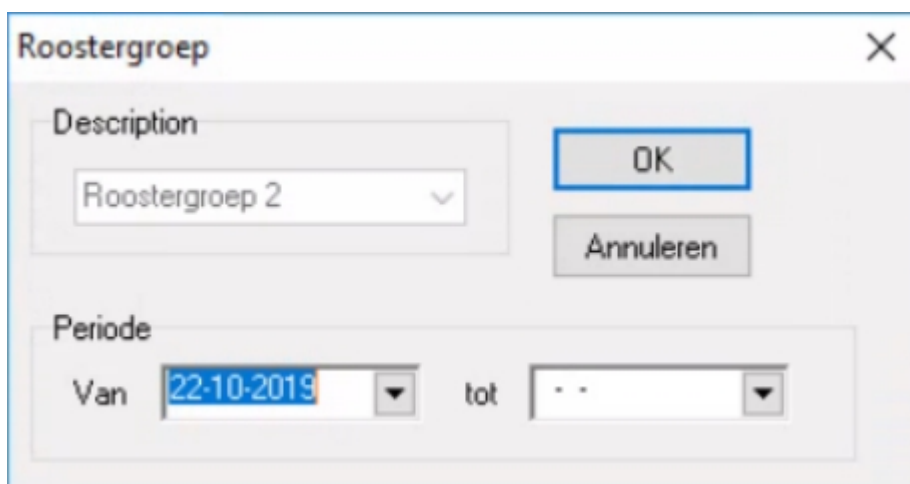 Roostergroep
Description
Roostergroep 2
OK
Annuleren
Periode
Van 22-10-2019 tot - -